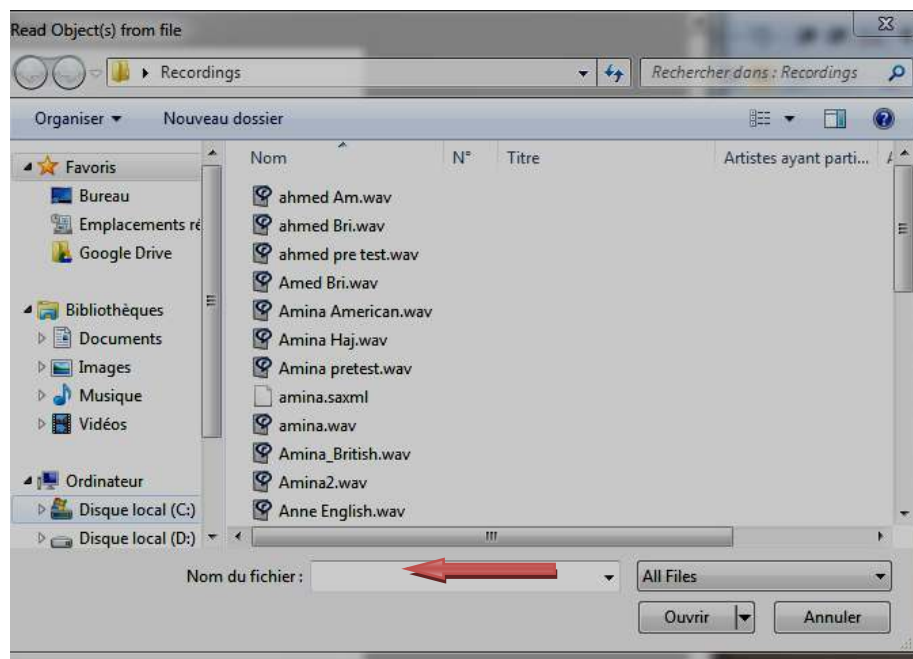 Read Object(s) from file
Recordings
Rechercher dans : Recordings
Organiser
Nouveau dossier
Nom
N°
Titre
Artistes ayant parti...
Favoris
Bureau
Emplacements ré
Google Drive
Bibliothèques
Documents
Images
Musique
Vidéos
Ordinateur
Disque local (C:)
Disque local (D:)
ahmed Am.wav
ahmed Bri.wav
ahmed pre test.wav
Amed Bri.wav
Amina American.wav
Amina Haj.wav
Amina pretest.wav
amina.saxml
amina.wav
Amina_British.wav
Amina2.wav
Anne English.wav
Nom du fichier :
All Files
Ouvrir
Annuler